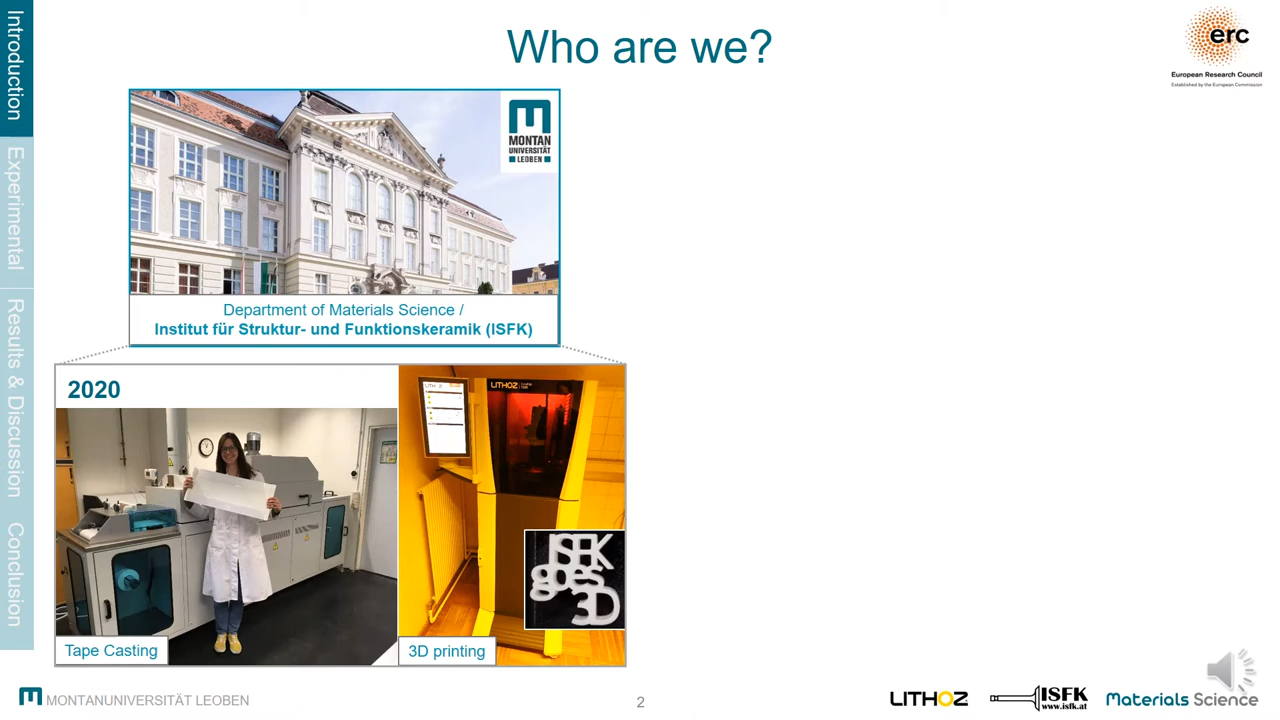 Introduction
Experimental
Results & Discussion
Conclusion
Who are we?
erc
European Research Council
Established by the European Commission
MONTAN
UNIVERSITÄT
LEOBEN
Department of Materials Science /
Institut für Struktur- und Funktionskeramik (ISFK)
2020
LITHOZ
ISFK
goes
3D
Tape Casting
3D printing
MONTANUNIVERSITÄT LEOBEN
2
LITHOZ
ISFK
www.isfk.at
Materials Science